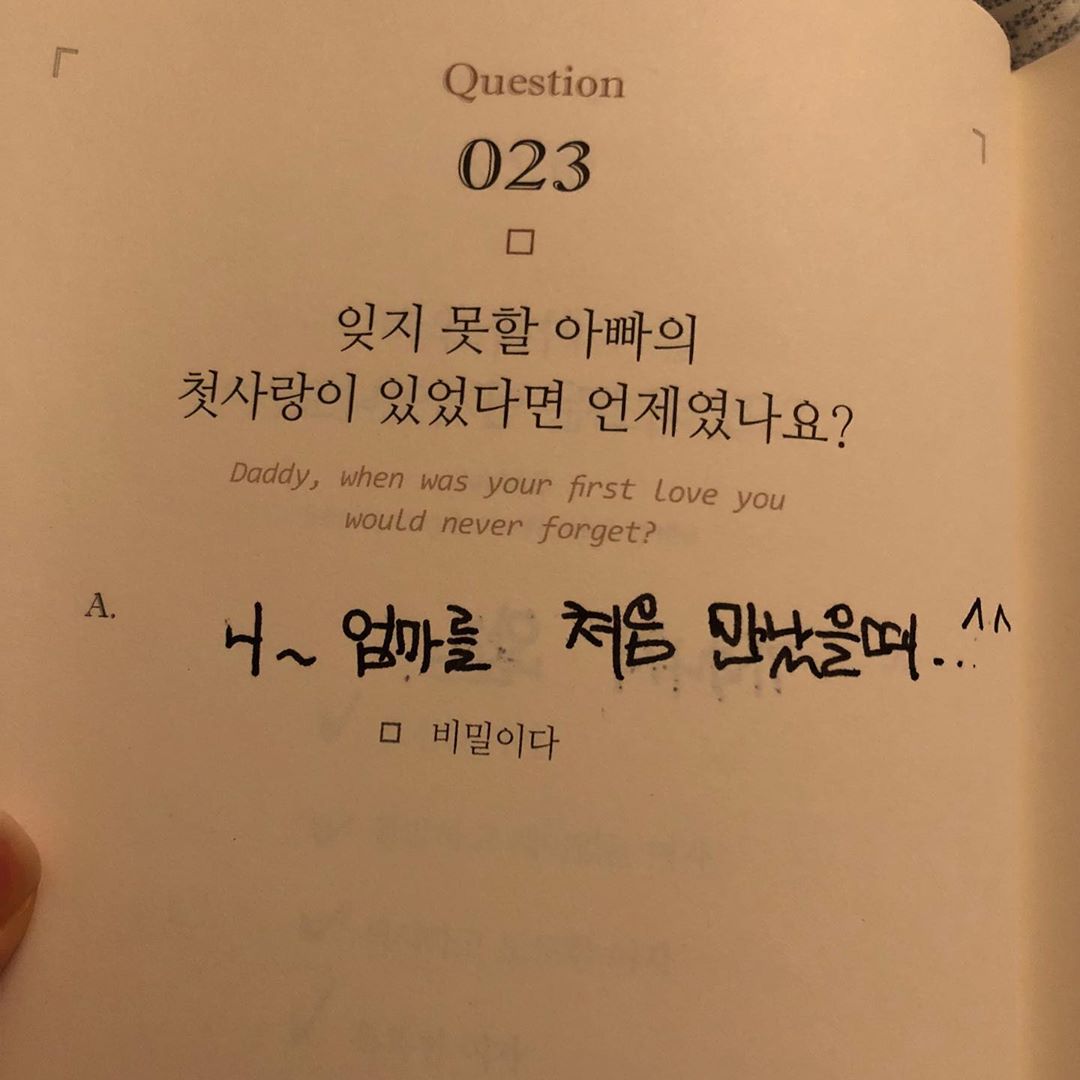 Question
023
잊지 못할 아빠의
첫사랑이 있었다면 언제였나요?
Daddy, when was your first love you
would never forget?
A. 니~ 엄마를 처음 만났을때...^^
□ 비밀이다